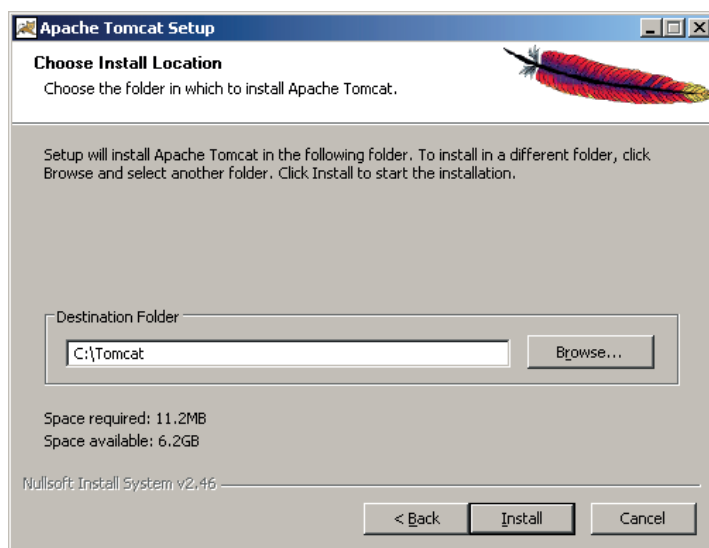 Apache Tomcat Setup
Choose Install Location
Choose the folder in which to install Apache Tomcat.
Setup will install Apache Tomcat in the following folder. To install in a different folder, click
Browse and select another folder. Click Install to start the installation.
Destination Folder
C:\Tomcat
Browse...
Space required: 11.2MB
Space available: 6.2GB
Nullsoft Install System v2.46
< Back
Install
Cancel